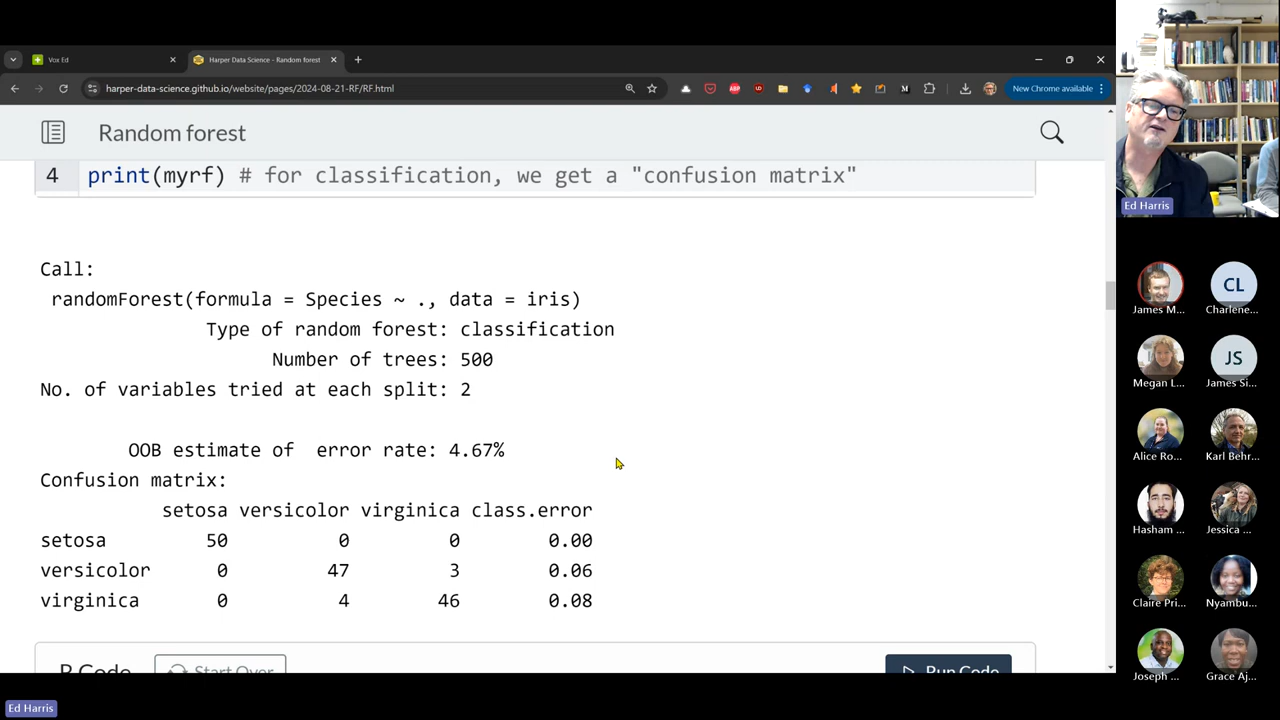 Vox Ed
Harper Data Science - Random forest
harper-data-science.github.io/website/pages/2024-08-21-RF/RF.html
New Chrome available
Random forest
4 print(myrf) # for classification, we get a "confusion matrix"
Call:
randomForest(formula = Species ~ ., data = iris)
Type of random forest: classification
Number of trees: 500
No. of variables tried at each split: 2
OOB estimate of  error rate: 4.67%
Confusion matrix:
setosa versicolor virginica class.error
setosa 50 0 0 0.00
versicolor 0 47 3 0.06
virginica 0 4 46 0.08
R Code
Start Over
Run Code
Ed Harris
James M...
CL
Charlene...
Megan L...
JS
James Si...
Alice Ro...
Karl Behr...
Hasham ...
Jessica ...
Claire Pri...
Nyambu...
Joseph ...
Grace Aj...
Ed Harris